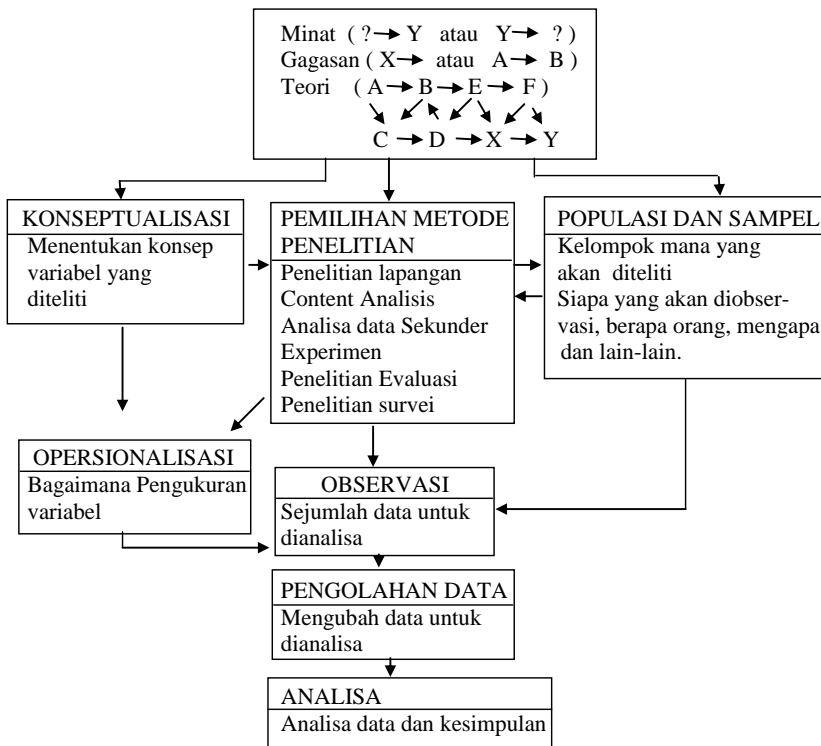 Minat ( ?→ Y atau Y→ ? )
Gagasan ( X→ atau A→ B )
Teori ( A→ B→ E→ F )
C → D → X → Y
KONSEPTUALISASI
Menentukan konsep
variabel yang
diteliti
PEMILIHAN METODE
PENELITIAN
Penelitian lapangan
Content Analisis
Analisa data Sekunder
Experimen
Penelitian Evaluasi
Penelitian survei
POPULASI DAN SAMPEL
Kelompok mana yang
akan diteliti
Siapa yang akan diobser-
vasi, berapa orang, mengapa
dan lain-lain.
OPERSIONALISASI
Bagaimana Pengukuran
variabel
OBSERVASI
Sejumlah data untuk
dianalisa
PENGOLAHAN DATA
Mengubah data untuk
dianalisa
ANALISA
Analisa data dan kesimpulan